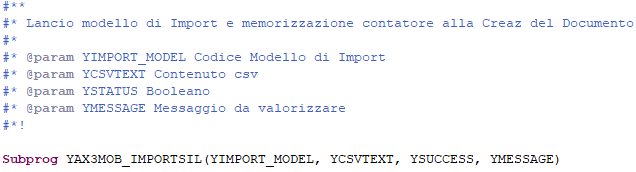 #**
#* Lancio modello di Import e memorizzazione contatore alla Creaz del Documento
#*
#* @param YIMPORT_MODEL Codice Modello di Import
#* @param YCSVTEXT Contenuto csv
#* @param YSTATUS Booleano
#* @param YMESSAGE Messaggio da valorizzare
#*!
Subprog YAX3MOB_IMPORTSIL(YIMPORT_MODEL, YCSVTEXT, YSUCCESS, YMESSAGE)